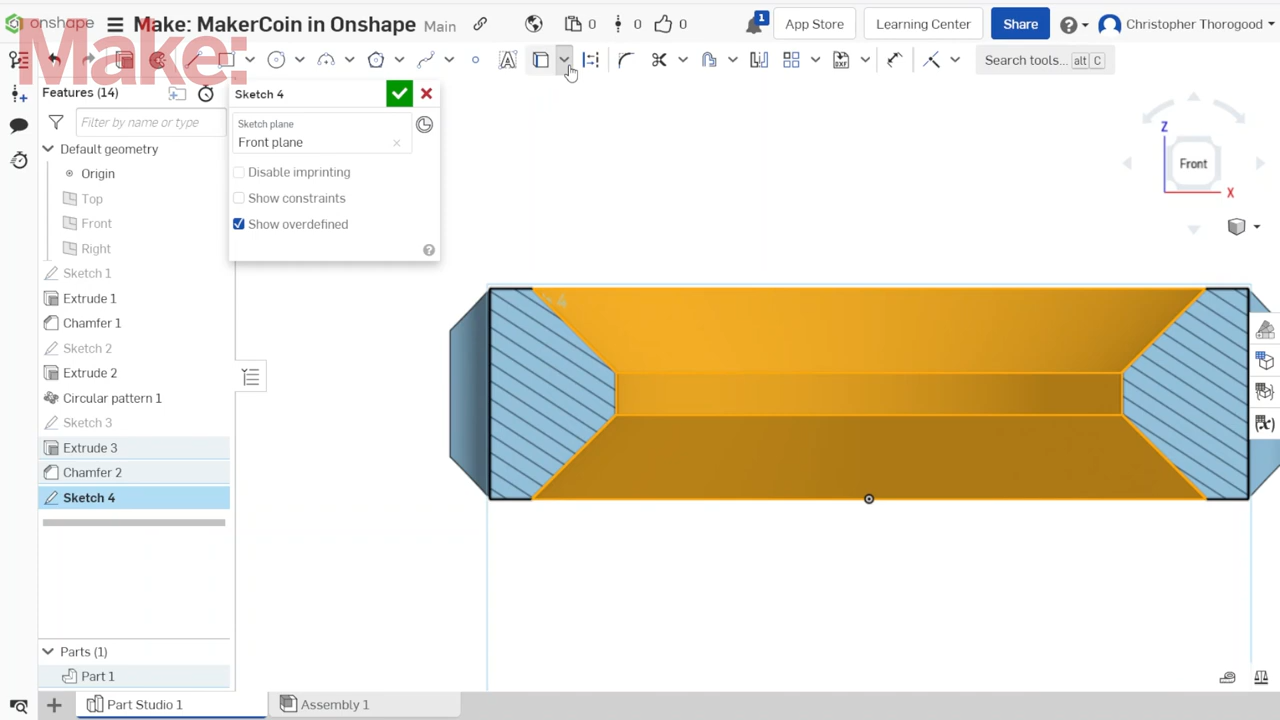 onshape
Make: MakerCoin in Onshape Main
0
0
0
1
App Store
Learning Center
Share
Christopher Thorogood
Make:
Search tools... alt C
Features (14)
Filter by name or type
Default geometry
Origin
Top
Front
Right
Sketch 1
Extrude 1
Chamfer 1
Sketch 2
Extrude 2
Circular pattern 1
Sketch 3
Extrude 3
Chamfer 2
Sketch 4
Parts (1)
Part 1
Sketch 4
Sketch plane
Front plane
Disable imprinting
Show constraints
Show overdefined
Z
Front
X
Part Studio 1
Assembly 1